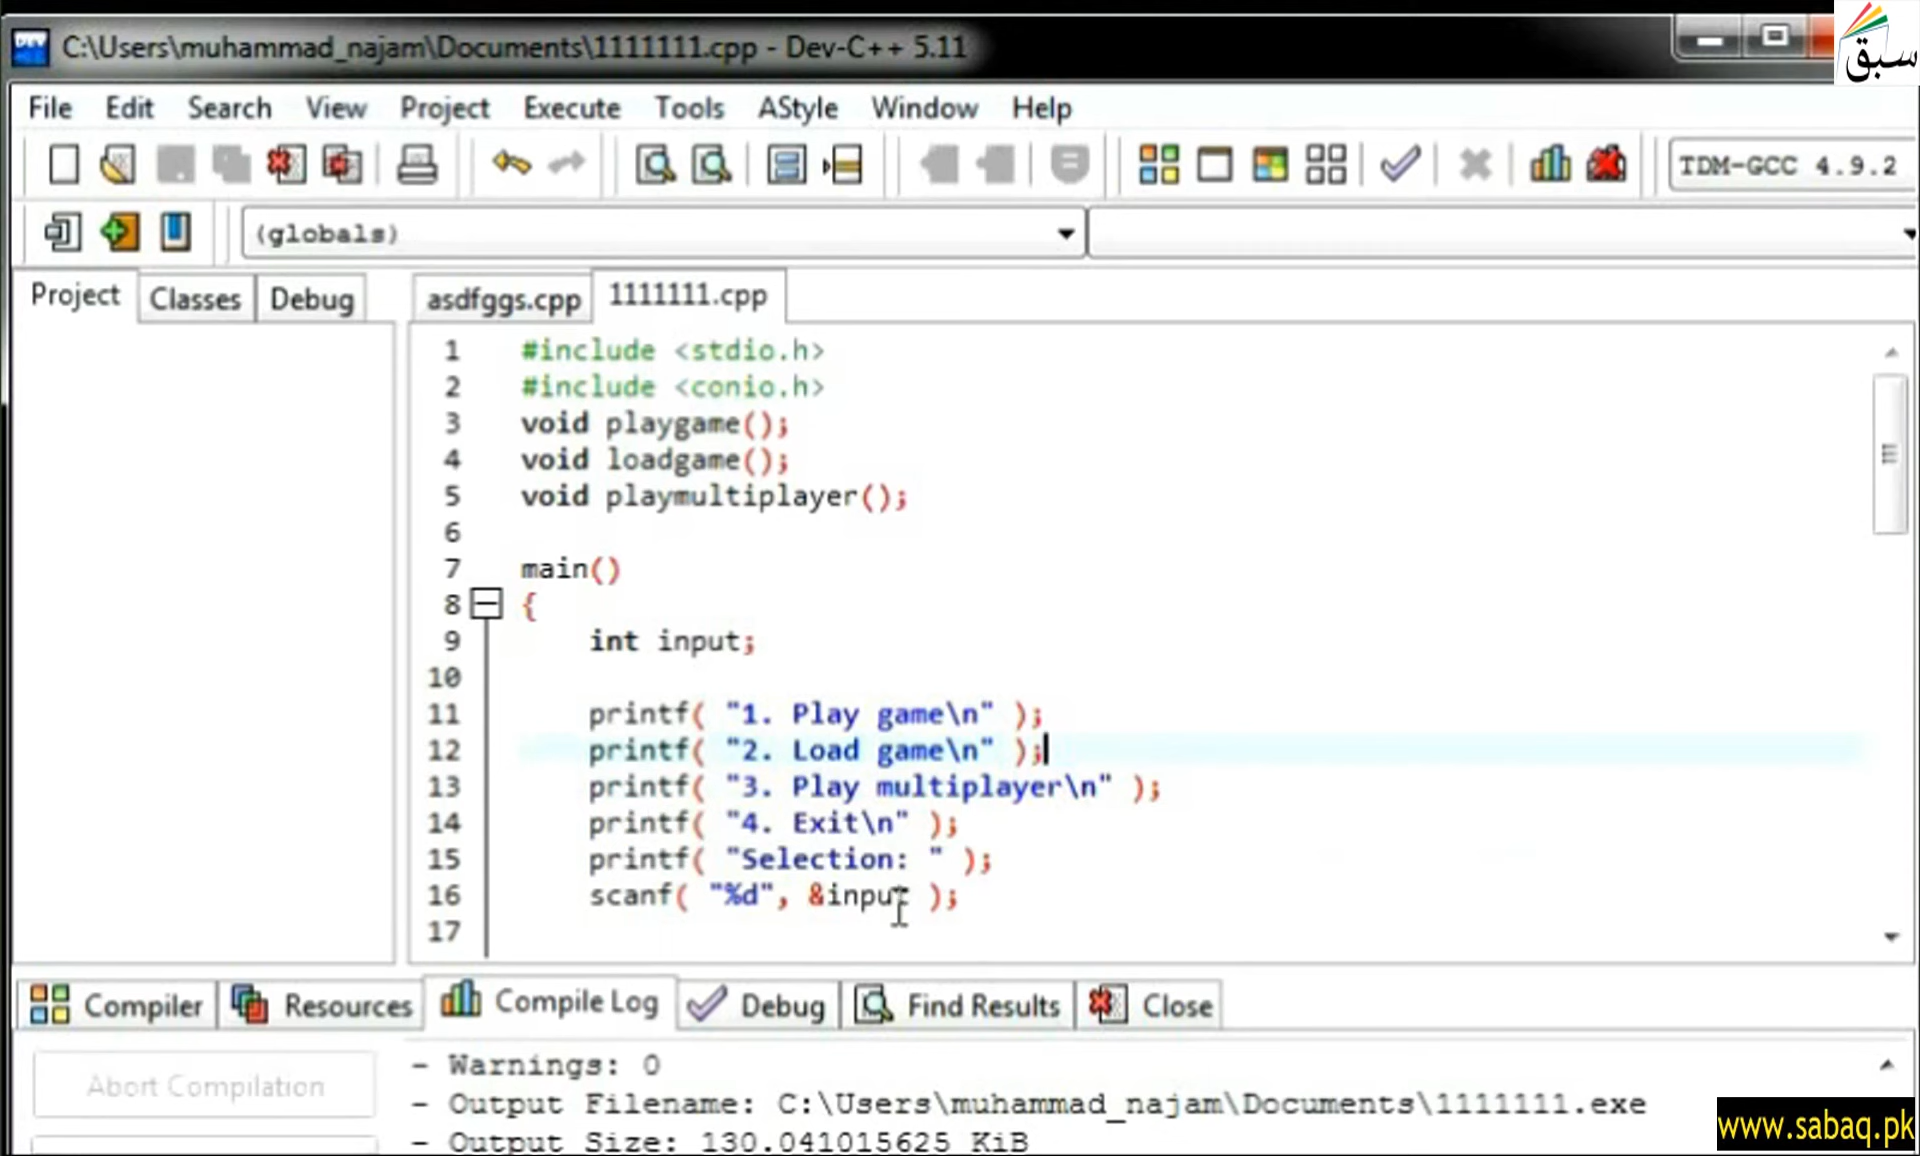 C:\Users\muhammad_najam\Documents\1111111.cpp - Dev-C++ 5.11
سبق
File Edit Search View Project Execute Tools AStyle Window Help
TDM-GCC 4.9.2
(globals)
Project Classes Debug
asdfggs.cpp 1111111.cpp
1 #include <stdio.h>
2 #include <conio.h>
3 void playgame();
4 void loadgame();
5 void playmultiplayer();
6
7 main()
8 {
9 int input;
10
11 printf( "1. Play game\n" );
12 printf( "2. Load game\n" );
13 printf( "3. Play multiplayer\n" );
14 printf( "4. Exit\n" );
15 printf( "Selection: " );
16 scanf( "%d", &input );
17
Compiler Resources Compile Log Debug Find Results Close
Abort Compilation
- Warnings: 0
- Output Filename: C:\Users\muhammad_najam\Documents\1111111.exe
- Output Size: 130.041015625 KiB
www.sabaq.pk